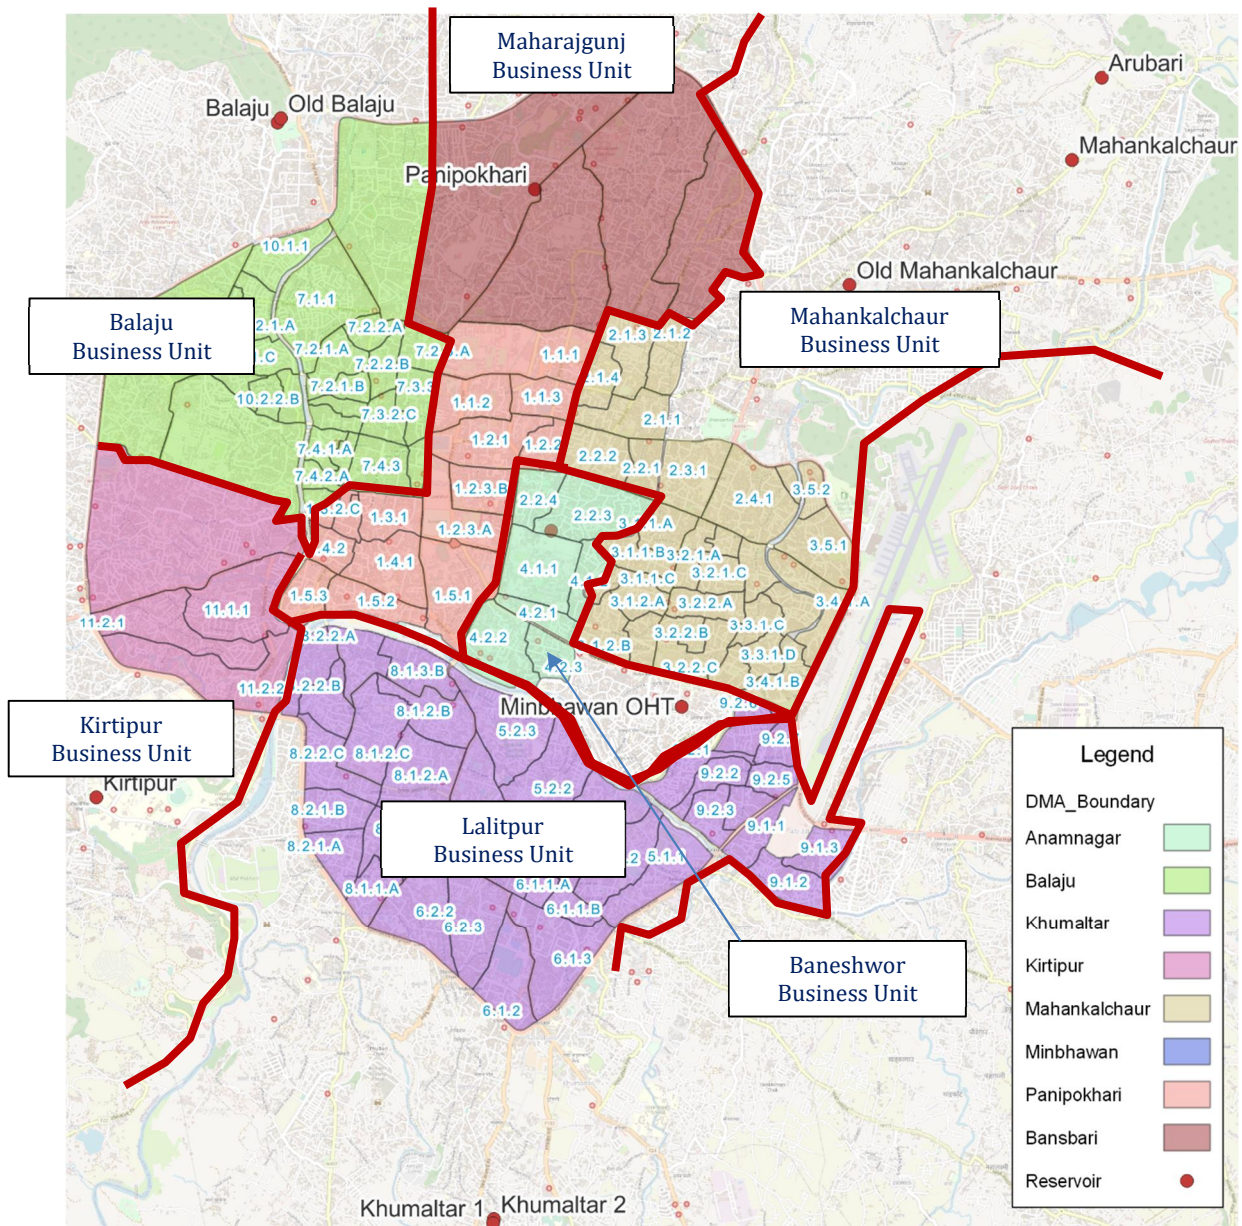 Maharajgunj
Business Unit
Arubari
Balaju
Old Balaju
Mahankalchaur
Panipokhari
10.1.1
Old Mahankalchaur
7.1.1
Balaju
Business Unit
Mahankalchaur
Business Unit
2.1.A
7.2.2.A
2.1.3
2.1.2
7.2.1.A
.C
7.2.2.B
1.1.1
7.2.1.B
7.3.3
2.1.4
10.2.2.B
7.3.2.C
1.1.2
1.1.3
2.1.1
7.4.1.A
1.2.1
1.2.2
7.4.3
2.2.2
2.2.1
2.3.1
7.4.2.A
1.2.3.B
2.2.4
2.4.1
3.5.2
1.3.1
2.2.3
1.2.3.A
3.5.1
3.1.1.B
3.2.1.A
1.4.1
4.1.1
3.1.1.C
3.2.1.C
1.5.3
1.5.2
1.5.1
3.1.2.A
3.2.2.A
11.1.1
4.2.1
3.3.1.C
11.2.1
4.2.2
3.2.2.B
4.2.3
3.2.2.C
3.3.1.D
8.1.3.B
3.4.1.B
11.2.2
8.1.2.B
Minbhawan OHT
5.2.3
Kirtipur
Business Unit
8.2.2.C
8.1.2.C
9.2.2
9.2.5
Kirtipur
8.1.2.A
5.2.2
9.2.3
8.2.1.B
9.1.1
Lalitpur
Business Unit
8.2.1.A
5.1.1
9.1.3
8.1.1.A
6.1.1.A
9.1.2
6.2.2
6.1.1.B
6.2.3
6.1.3
Baneshwor
Business Unit
6.1.2
Khumaltar 1
Khumaltar 2
Legend
DMA_Boundary
Anamnagar
Balaju
Khumaltar
Kirtipur
Mahankalchaur
Minbhawan
Panipokhari
Bansbari
Reservoir